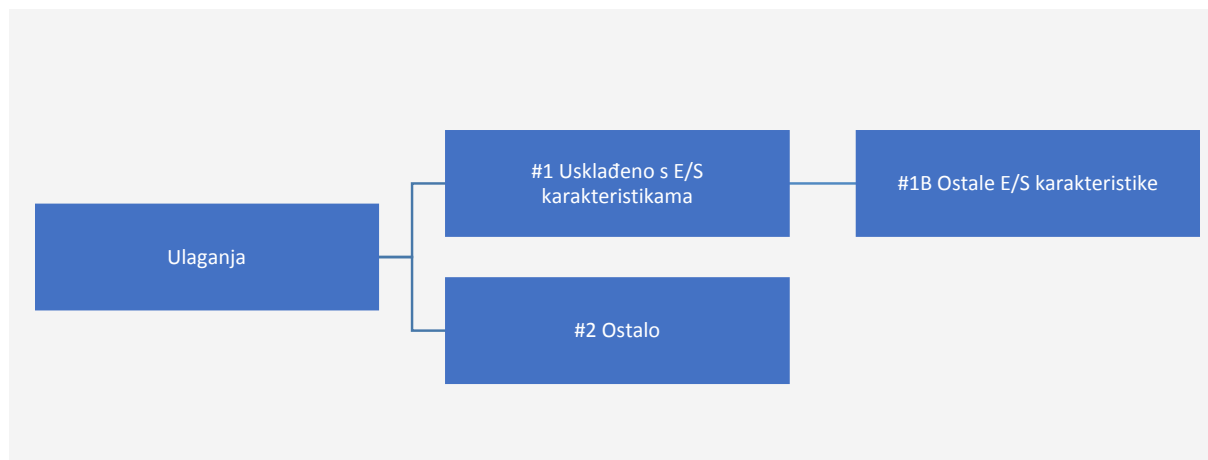 #1 Usklađeno s E/S
karakteristikama
#1B Ostale E/S karakteristike
Ulaganja
#2 Ostalo